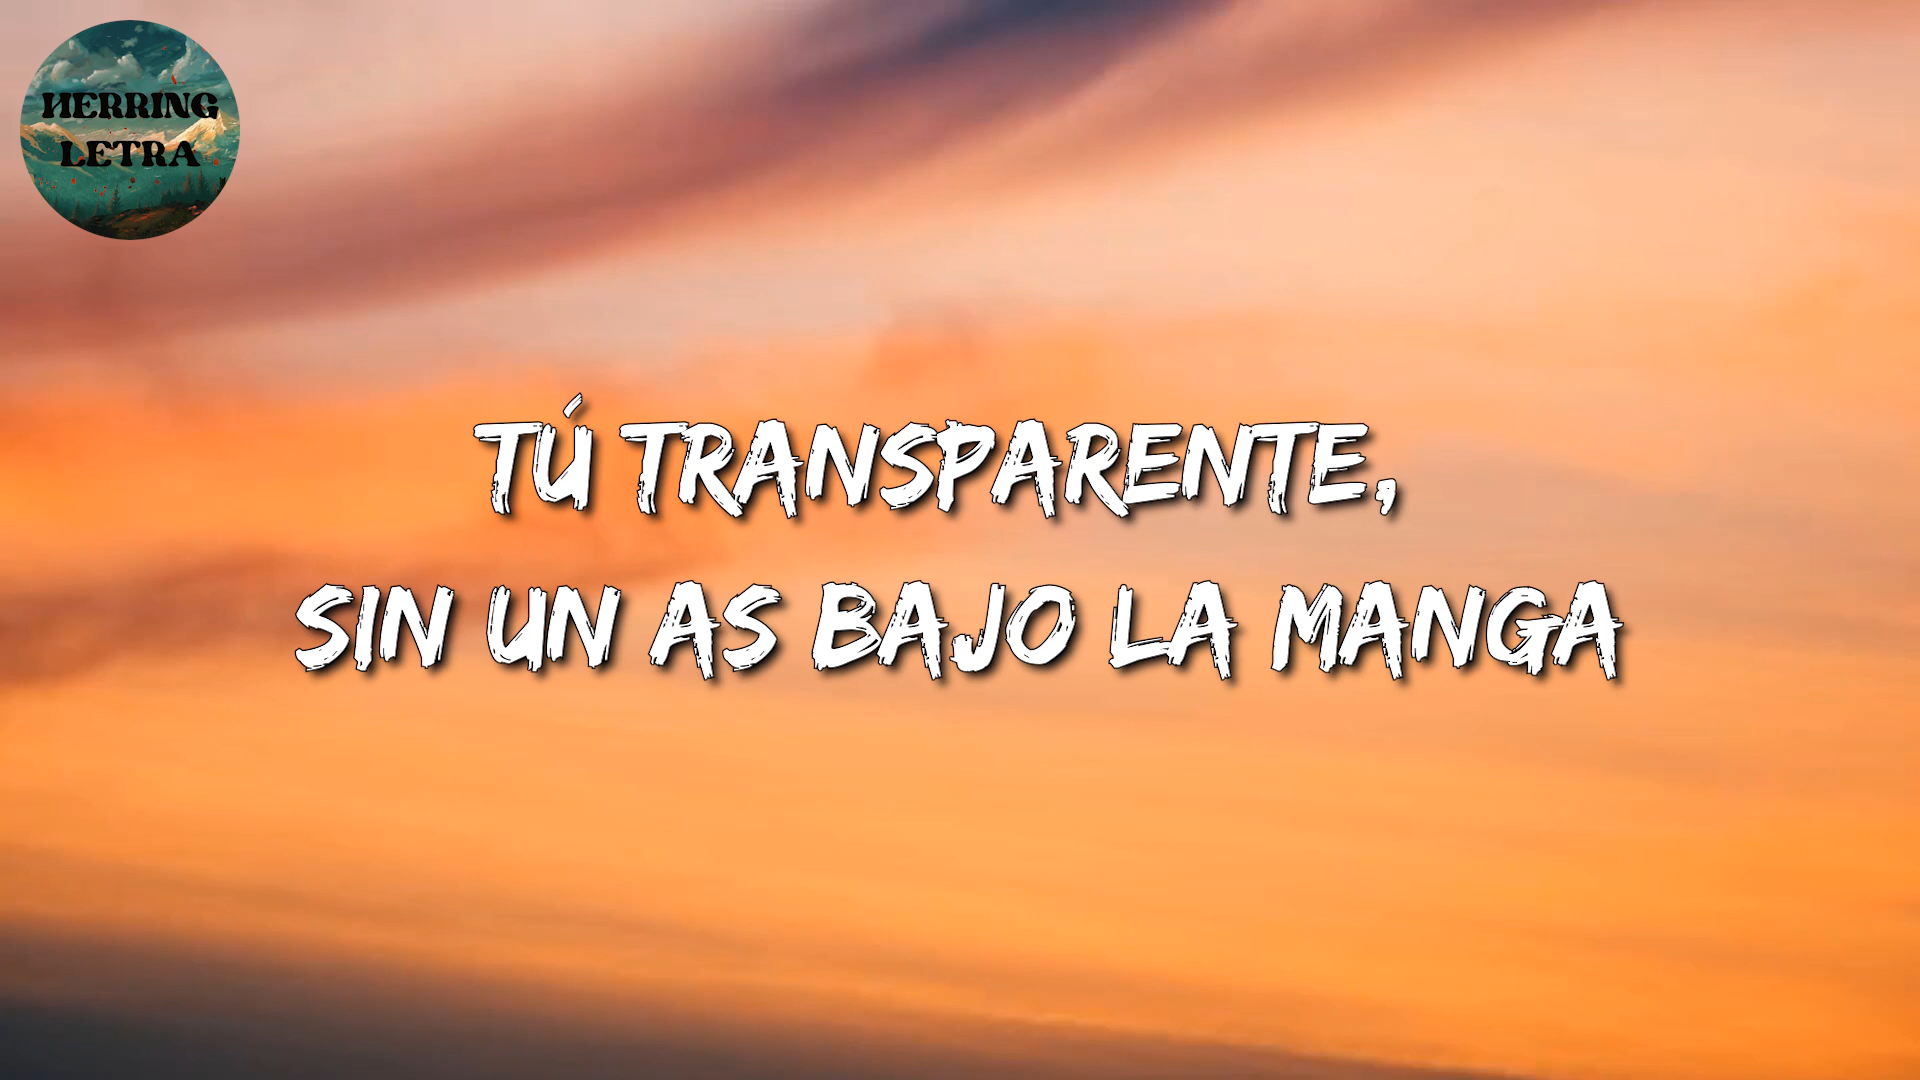 HERRING
LETRA
TÚ TRANSPARENTE,
SIN UN AS BAJO LA MANGA